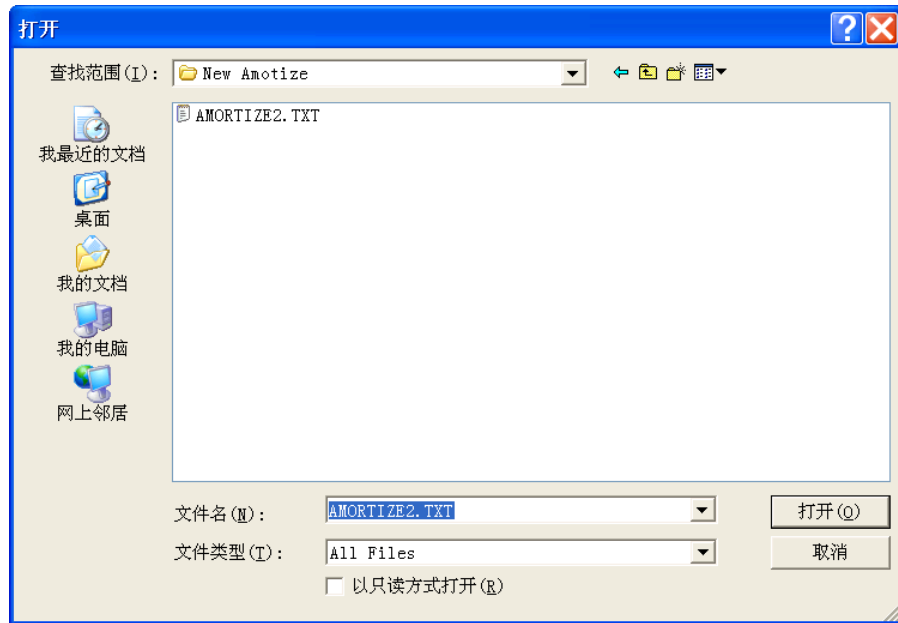 打开
查找范围(I):
New Amotize
AMORTIZE2.TXT
我最近的文档
桌面
我的文档
我的电脑
网上邻居
文件名(N):
AMORTIZE2.TXT
打开(O)
文件类型(T):
All Files
取消
以只读方式打开(R)